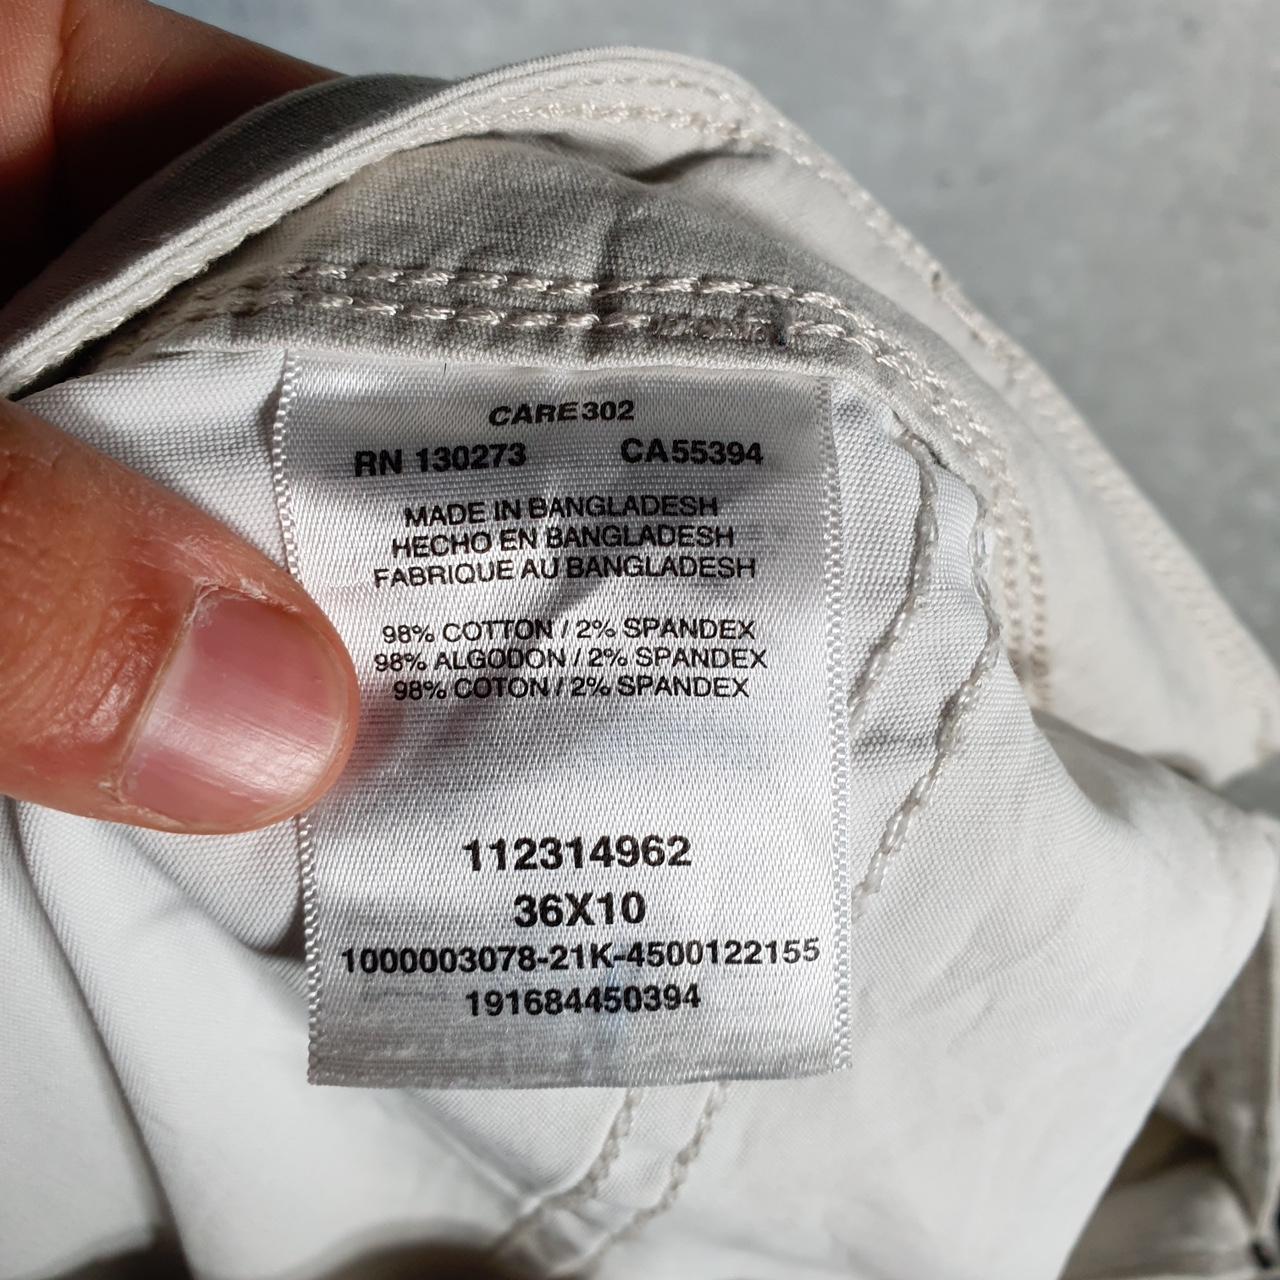 CARE302
RN 130273 CA55394
MADE IN BANGLADESH
HECHO EN BANGLADESH
FABRIQUE AU BANGLADESH
98% COTTON / 2% SPANDEX
98% ALGODON / 2% SPANDEX
98% COTON / 2% SPANDEX
112314962
36X10
1000003078-21K-4500122155
191684450394